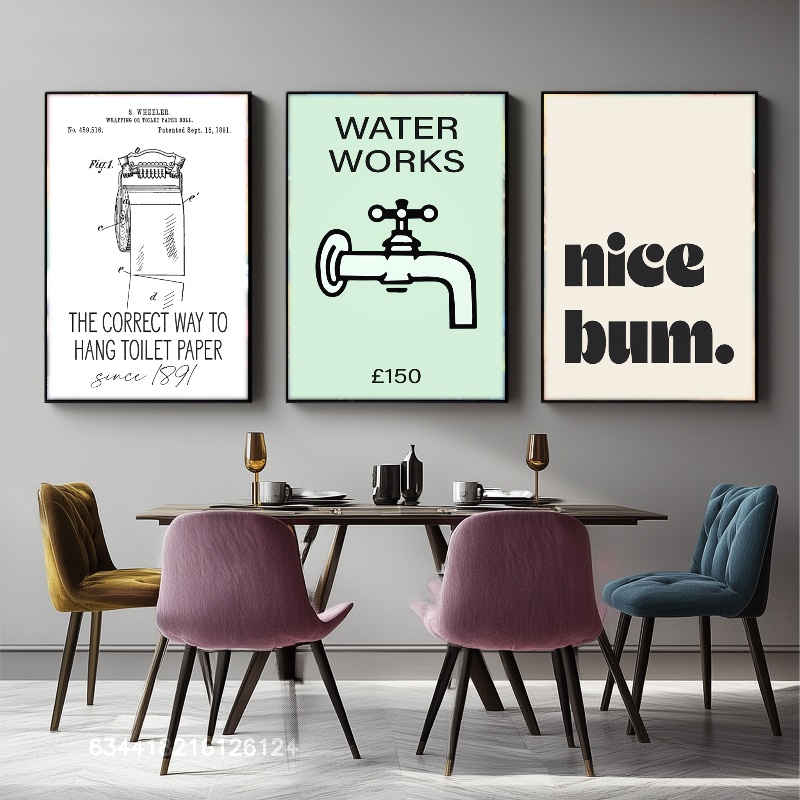 S. WHEELER.
WRAPPING OR TOILET PAPER ROLL.
No. 459,516. Patented Sept. 15, 1891.
Fig.1.
e
e'
c
e
d
THE CORRECT WAY TO
HANG TOILET PAPER
since 1891
WATER
WORKS
£150
nice
bum.